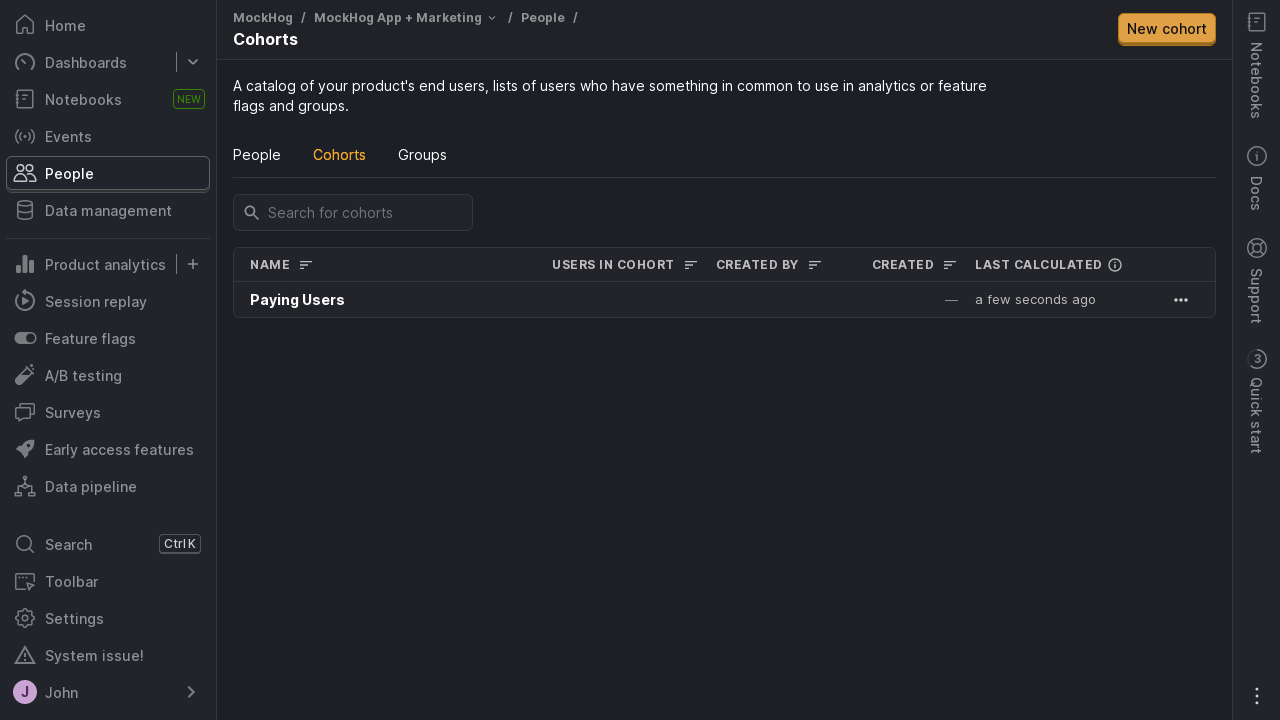 Home
Dashboards
Notebooks NEW
Events
People
Data management
Product analytics
Session replay
Feature flags
A/B testing
Surveys
Early access features
Data pipeline
Search Ctrl K
Toolbar
Settings
System issue!
J John
MockHog / MockHog App + Marketing / People /
Cohorts
New cohort
A catalog of your product's end users, lists of users who have something in common to use in analytics or feature
flags and groups.
People Cohorts Groups
Search for cohorts
NAME USERS IN COHORT CREATED BY CREATED LAST CALCULATED
Paying Users — a few seconds ago
Notebooks
Docs
Support
3 Quick start